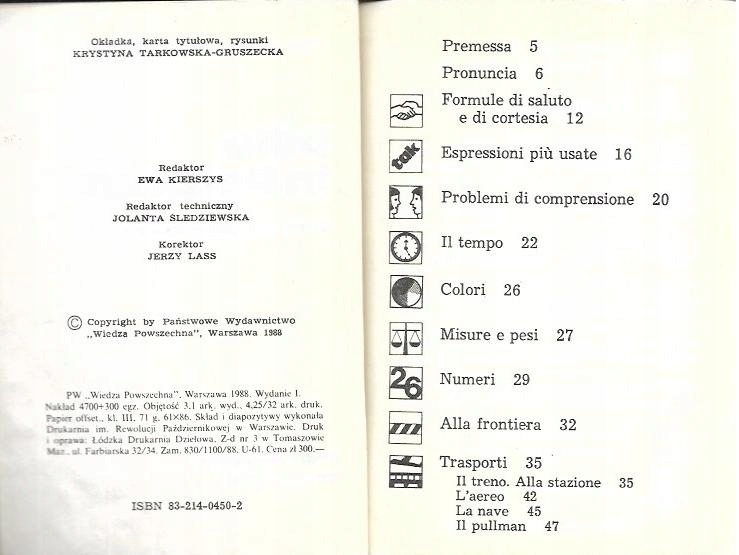 Okładka, karta tytułowa, rysunki
KRYSTYNA TARKOWSKA-GRUSZECKA
Redaktor
EWA KIERSZYS
Redaktor techniczny
JOLANTA ŚLEDZIEWSKA
Korektor
JERZY LASS
© Copyright by Państwowe Wydawnictwo
„Wiedza Powszechna", Warszawa 1988
PW „Wiedza Powszechna". Warszawa 1988. Wydanie I.
Nakład 4700+300 egz. Objętość 3,1 ark. wyd., 4,25/32 ark. druk.
Papier offset., kl. III, 71 g, 61×86. Skład i diapozytywy wykonała
Drukarnia im. Rewolucji Październikowej w Warszawie. Druk
i oprawa: Łódzka Drukarnia Dziełowa. Z-d nr 3 w Tomaszowie
Maz., ul. Farbiarska 32/34. Zam. 830/1100/88. U-61. Cena zł 300.—
ISBN 83-214-0450-2
Premessa 5
Pronuncia 6
Formule di saluto
e di cortesia 12
tak
Espressioni più usate 16
Problemi di comprensione 20
Il tempo 22
Colori 26
Misure e pesi 27
26
Numeri 29
Alla frontiera 32
Trasporti 35
Il treno. Alla stazione 35
L'aereo 42
La nave 45
Il pullman 47